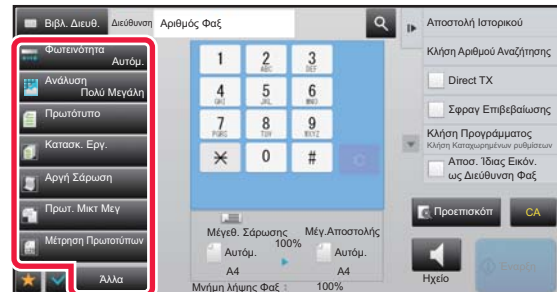 Βιβλ. Διευθ.
Διεύθυνση
Αριθμός Φαξ
Φωτεινότητα
Αυτόμ.
Ανάλυση
Πολύ Μεγάλη
Πρωτότυπο
Κατασκ. Εργ.
Αργή Σάρωση
Πρωτ. Μικτ Μεγ
Μέτρηση Πρωτοτύπων
Άλλα
1 2 3
ABC DEF
4 5 6
GHI JKL MNO
7 8 9
PQRS TUV WXYZ
0 #
C
Μέγεθ. Σάρωσης
Μέγ.Αποστολής
100%
Αυτόμ.
Αυτόμ.
A4
A4
Μνήμη λήψης Φαξ :
100%
Αποστολή Ιστορικού
Κλήση Αριθμού Αναζήτησης
Direct TX
Σφραγ Επιβεβαίωσης
Κλήση Προγράμματος
Κλήση Καταχωρημένων ρυθμίσεων
Αποσ. Ίδιας Εικόν.
ως Διεύθυνση Φαξ
Προεπισκόπ
CA
Ηχείο
Έναρξη